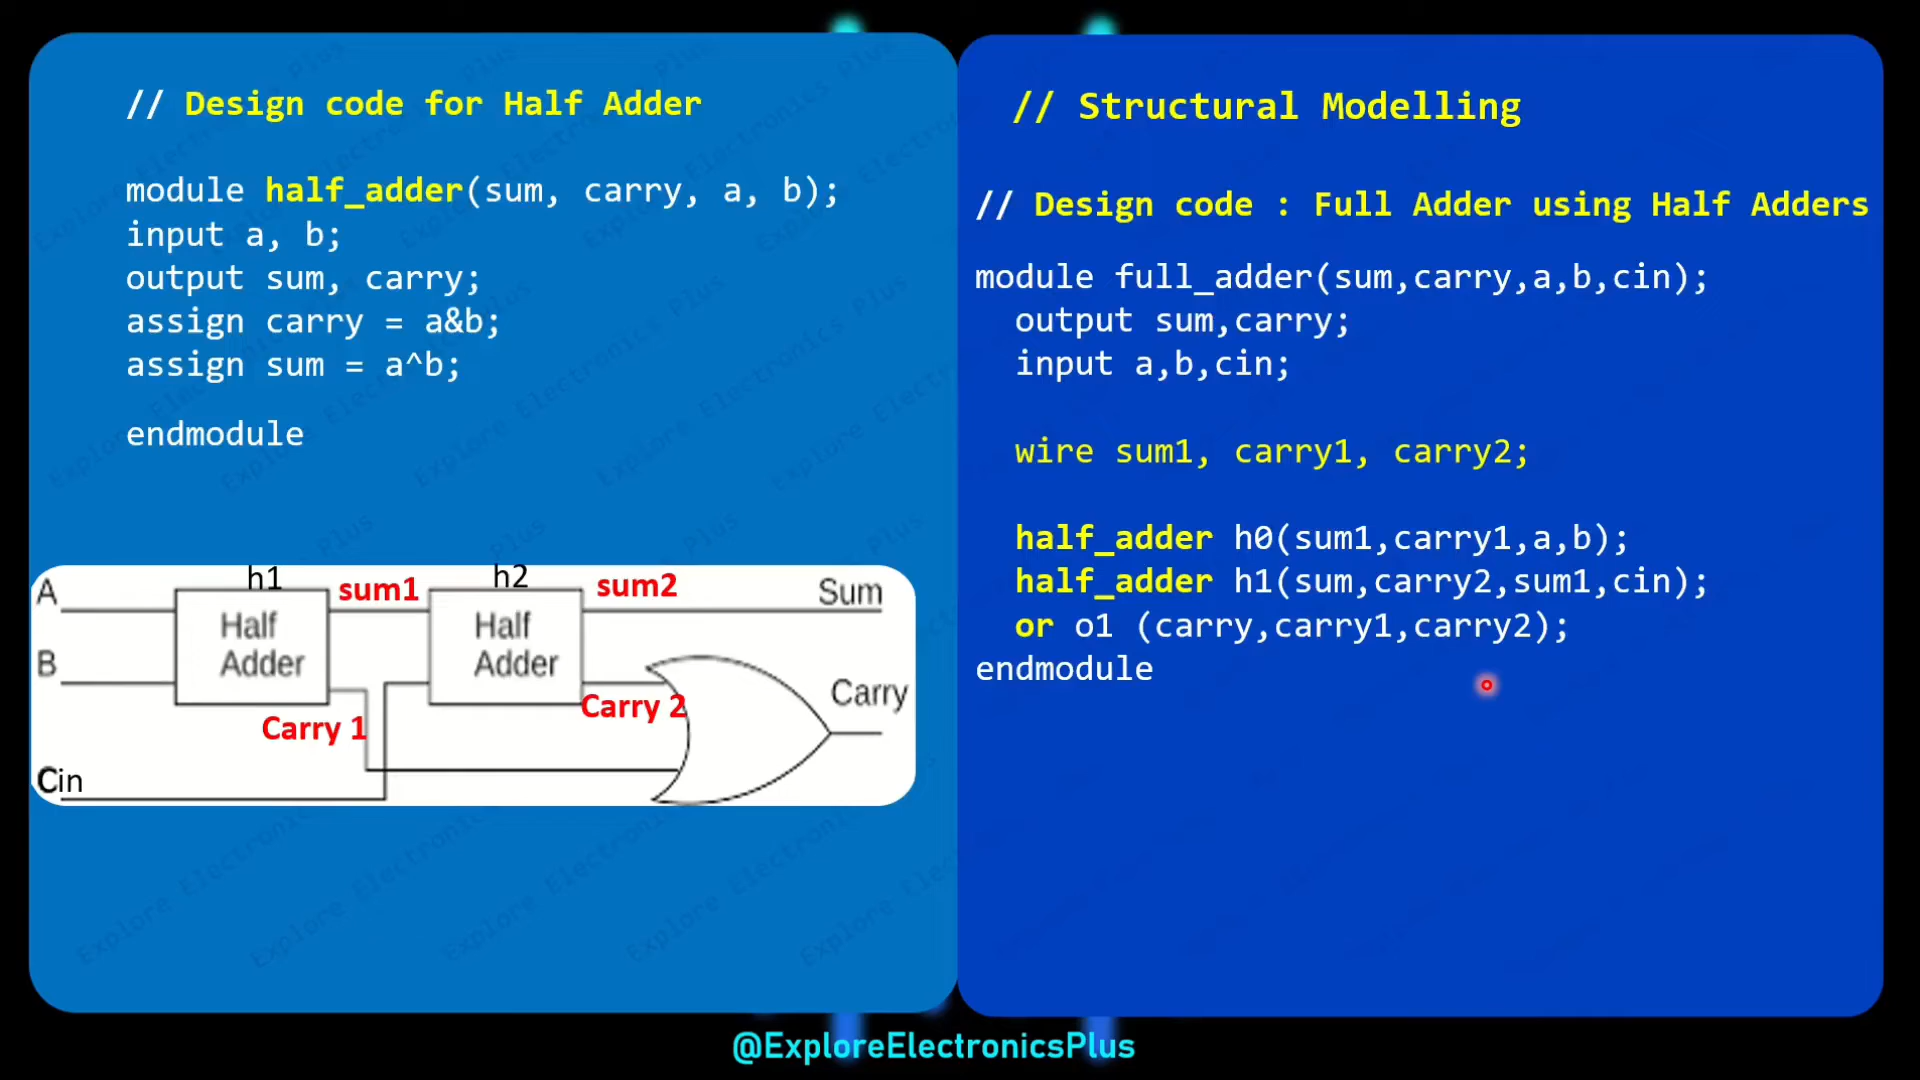 // Design code for Half Adder
module half_adder(sum, carry, a, b);
input a, b;
output sum, carry;
assign carry = a&b;
assign sum = a^b;
endmodule
h1
h2
A
sum1
sum2
Sum
Half
Adder
Half
Adder
B
Carry 1
Carry 2
Carry
Cin
// Structural Modelling
// Design code : Full Adder using Half Adders
module full_adder(sum,carry,a,b,cin);
output sum,carry;
input a,b,cin;
wire sum1, carry1, carry2;
half_adder h0(sum1,carry1,a,b);
half_adder h1(sum,carry2,sum1,cin);
or o1 (carry,carry1,carry2);
endmodule
@ExploreElectronicsPlus